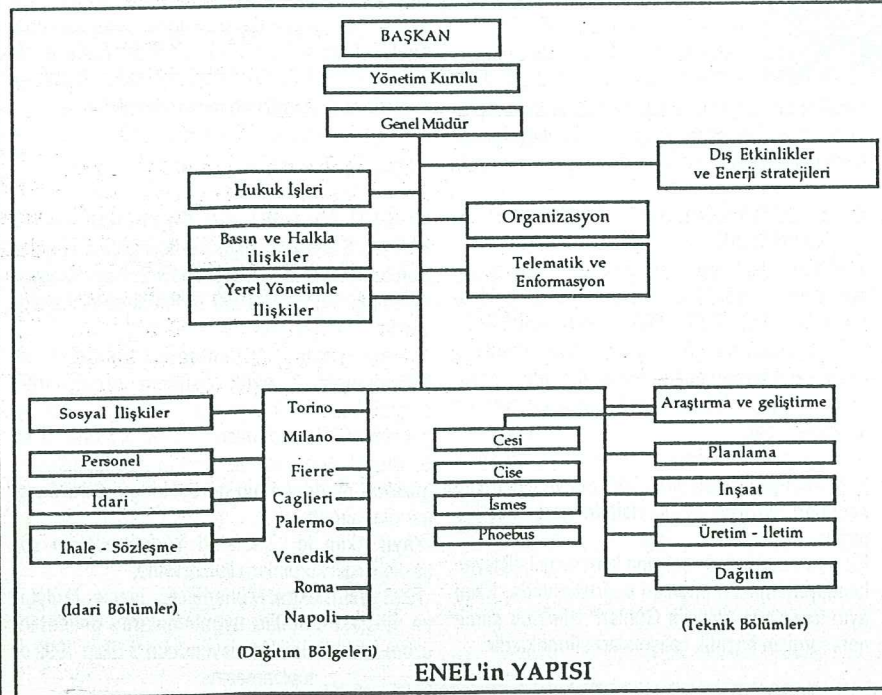 BAŞKAN
Yönetim Kurulu
Genel Müdür
Dış Etkinlikler
ve Enerji stratejileri
Hukuk İşleri
Organizasyon
Basın ve Halkla
ilişkiler
Telematik ve
Enformasyon
Yerel Yönetimle
İlişkiler
Sosyal İlişkiler
Personel
İdari
İhale - Sözleşme
(İdari Bölümler)
Torino
Milano
Fierre
Caglieri
Palermo
Venedik
Roma
Napoli
(Dağıtım Bölgeleri)
Cesi
Cise
İsmes
Phoebus
Araştırma ve geliştirme
Planlama
İnşaat
Üretim - İletim
Dağıtım
(Teknik Bölümler)
ENEL'in YAPISI